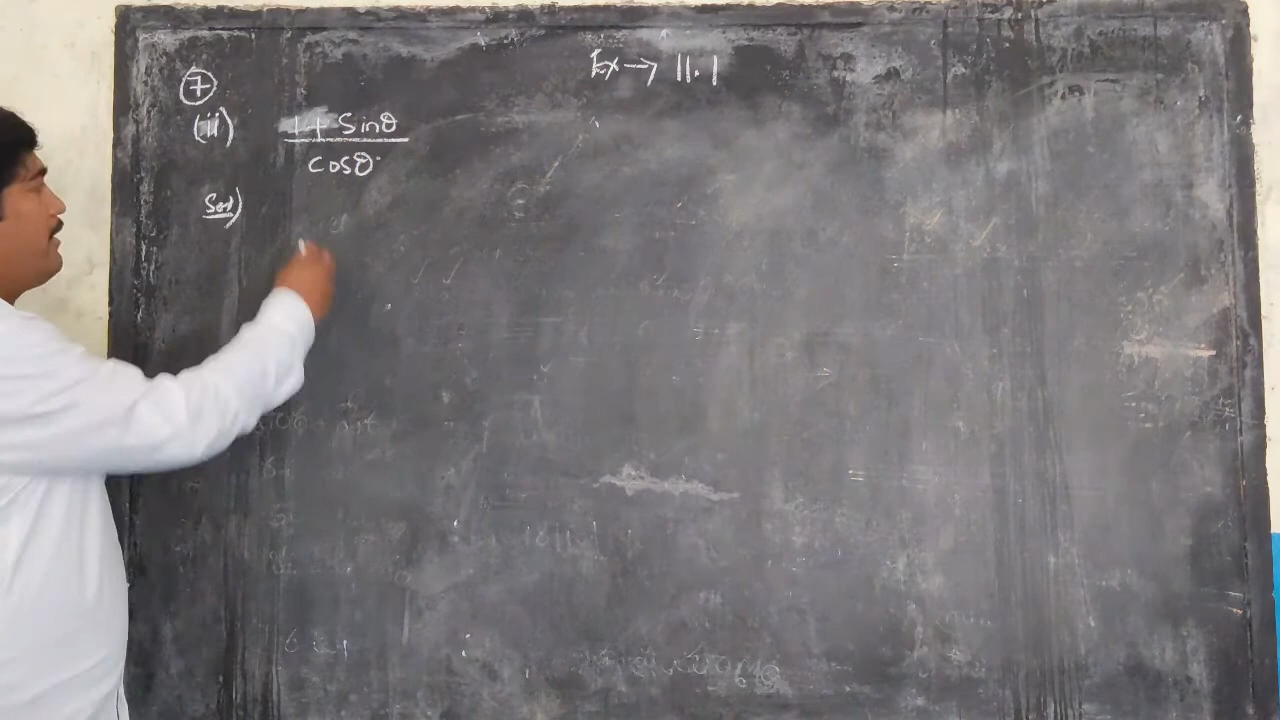 Ex → 11.1
7
(ii) 1 + Sinθ
cosθ
Sol)